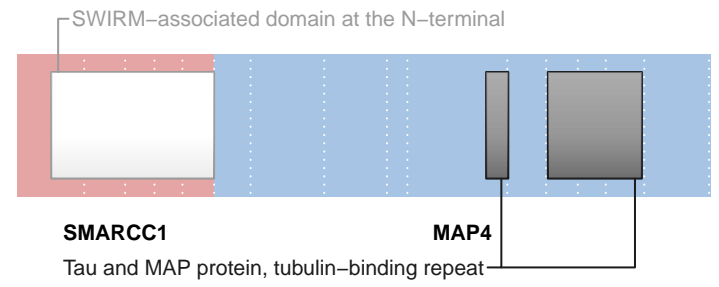 SWIRM−associated domain at the N−terminal
SMARCC1 MAP4
Tau and MAP protein, tubulin−binding repeat